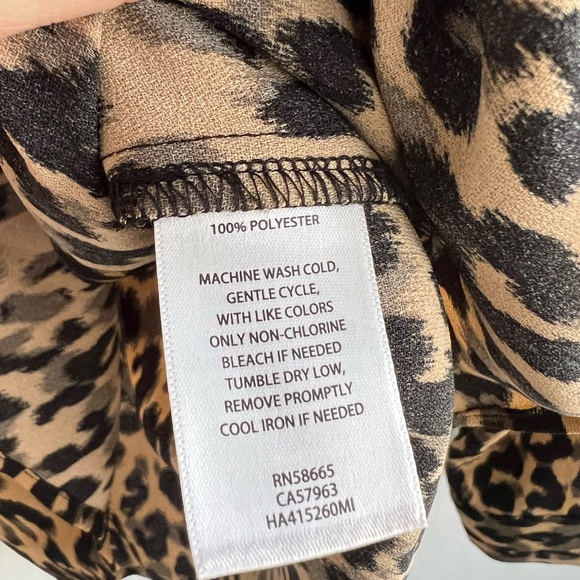 100% POLYESTER
MACHINE WASH COLD,
GENTLE CYCLE,
WITH LIKE COLORS
ONLY NON-CHLORINE
BLEACH IF NEEDED
TUMBLE DRY LOW,
REMOVE PROMPTLY
COOL IRON IF NEEDED
RN58665
CA57963
HA415260MI